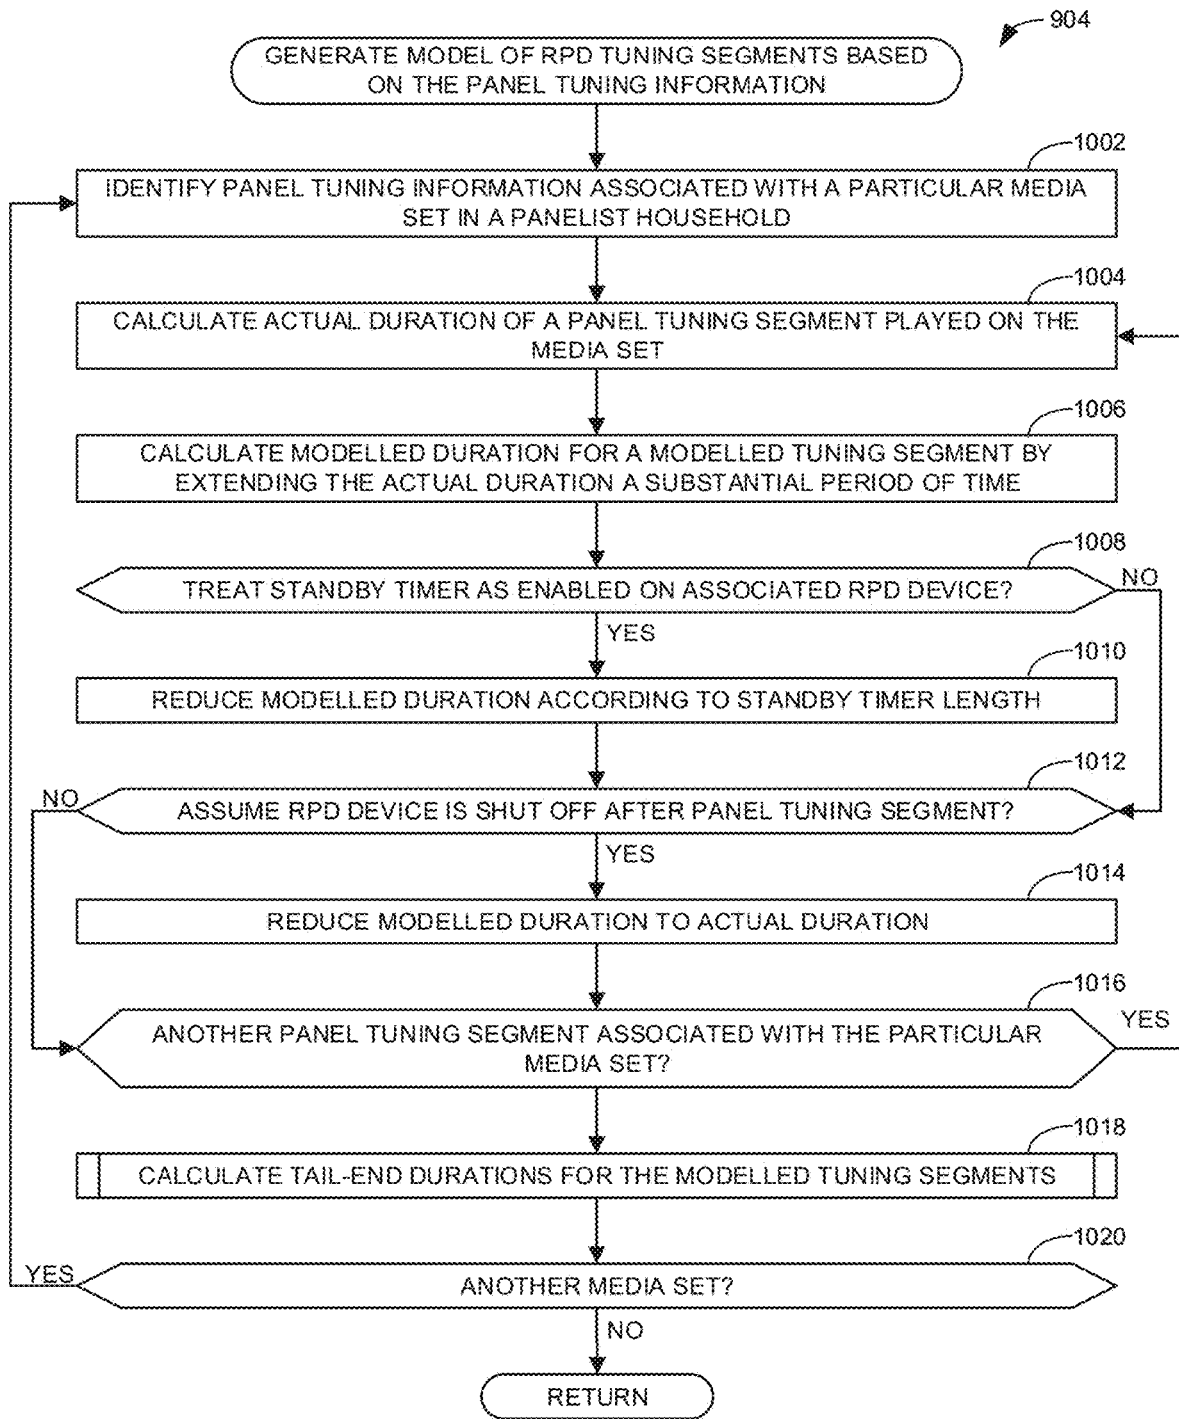 904
GENERATE MODEL OF RPD TUNING SEGMENTS BASED
ON THE PANEL TUNING INFORMATION
1002
IDENTIFY PANEL TUNING INFORMATION ASSOCIATED WITH A PARTICULAR MEDIA
SET IN A PANELIST HOUSEHOLD
1004
CALCULATE ACTUAL DURATION OF A PANEL TUNING SEGMENT PLAYED ON THE
MEDIA SET
1006
CALCULATE MODELLED DURATION FOR A MODELLED TUNING SEGMENT BY
EXTENDING THE ACTUAL DURATION A SUBSTANTIAL PERIOD OF TIME
1008
TREAT STANDBY TIMER AS ENABLED ON ASSOCIATED RPD DEVICE?
NO
YES
1010
REDUCE MODELLED DURATION ACCORDING TO STANDBY TIMER LENGTH
1012
NO
ASSUME RPD DEVICE IS SHUT OFF AFTER PANEL TUNING SEGMENT?
YES
1014
REDUCE MODELLED DURATION TO ACTUAL DURATION
1016
ANOTHER PANEL TUNING SEGMENT ASSOCIATED WITH THE PARTICULAR
MEDIA SET?
YES
1018
CALCULATE TAIL-END DURATIONS FOR THE MODELLED TUNING SEGMENTS
1020
YES
ANOTHER MEDIA SET?
NO
RETURN